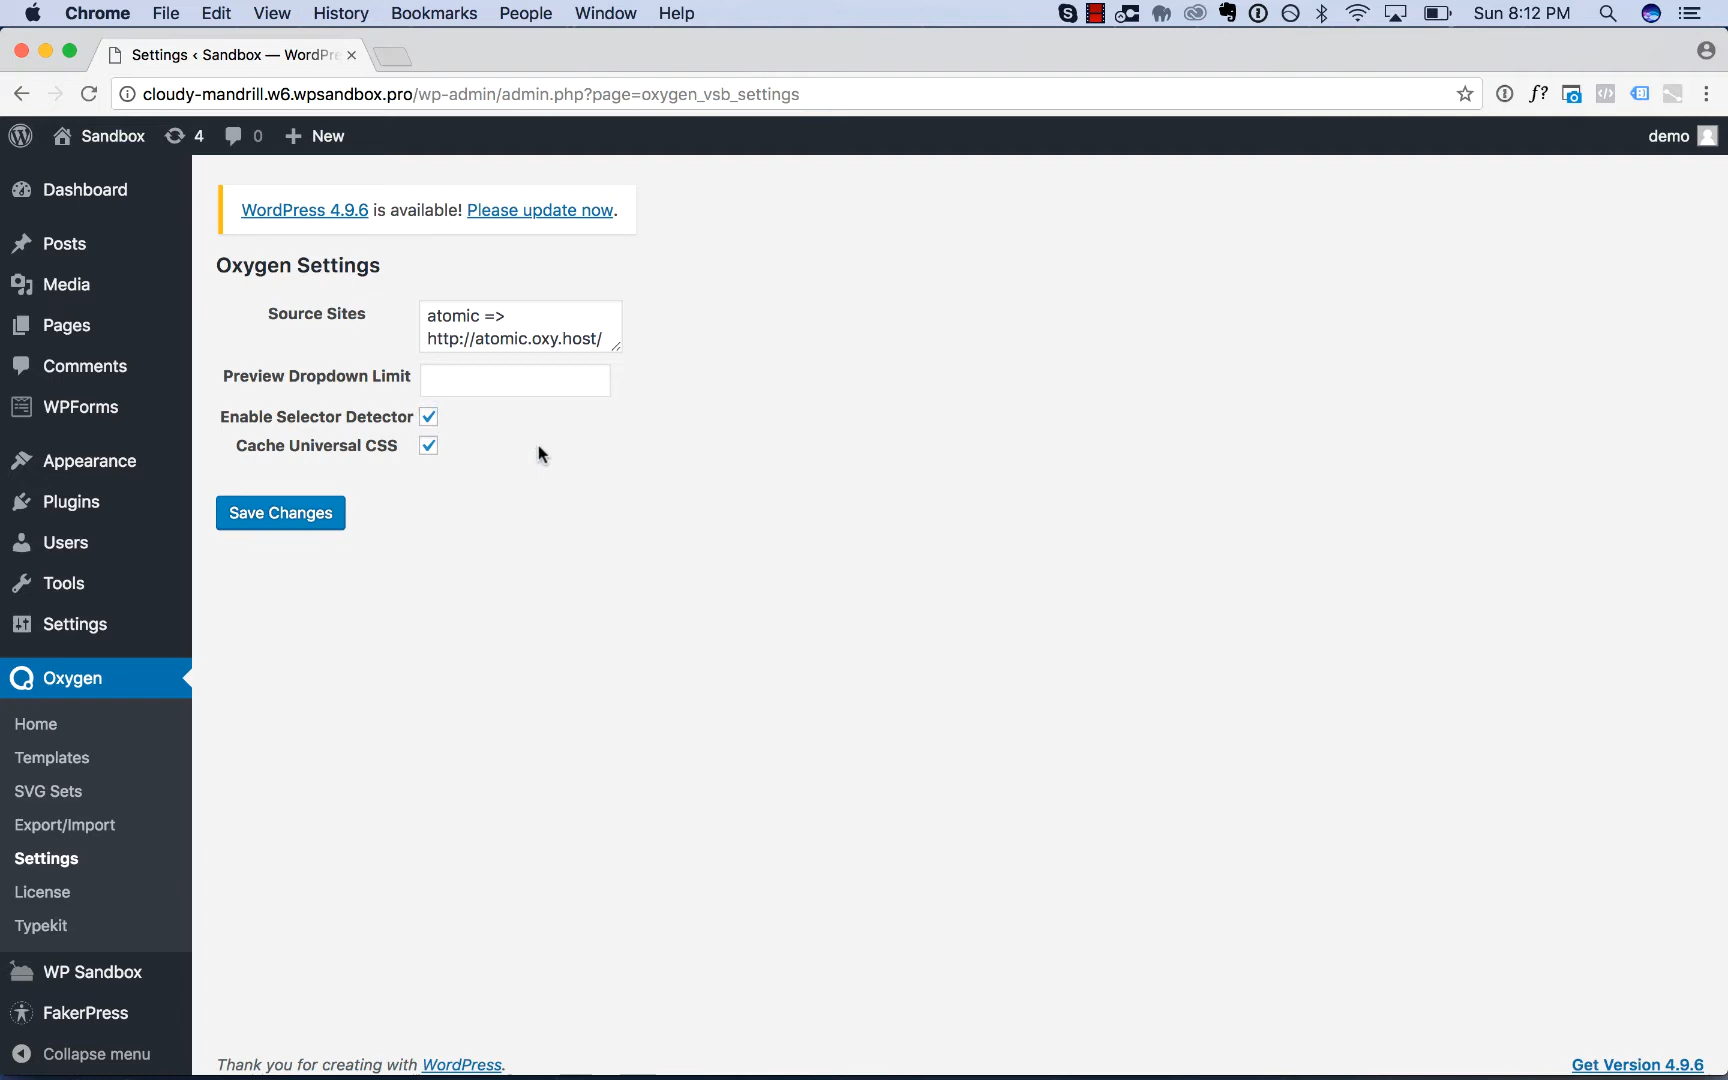 Chrome File Edit View History Bookmarks People Window Help Sun 8:12 PM
Settings ‹ Sandbox — WordPre
cloudy-mandrill.w6.wpsandbox.pro/wp-admin/admin.php?page=oxygen_vsb_settings
f?
Sandbox 4 0 New demo
Dashboard
Posts
Media
Pages
Comments
WPForms
Appearance
Plugins
Users
Tools
Settings
Oxygen
Home
Templates
SVG Sets
Export/Import
Settings
License
Typekit
WP Sandbox
FakerPress
Collapse menu
WordPress 4.9.6 is available! Please update now.
Oxygen Settings
Source Sites
atomic =>
http://atomic.oxy.host/
Preview Dropdown Limit
Enable Selector Detector
Cache Universal CSS
Save Changes
Thank you for creating with WordPress.
Get Version 4.9.6